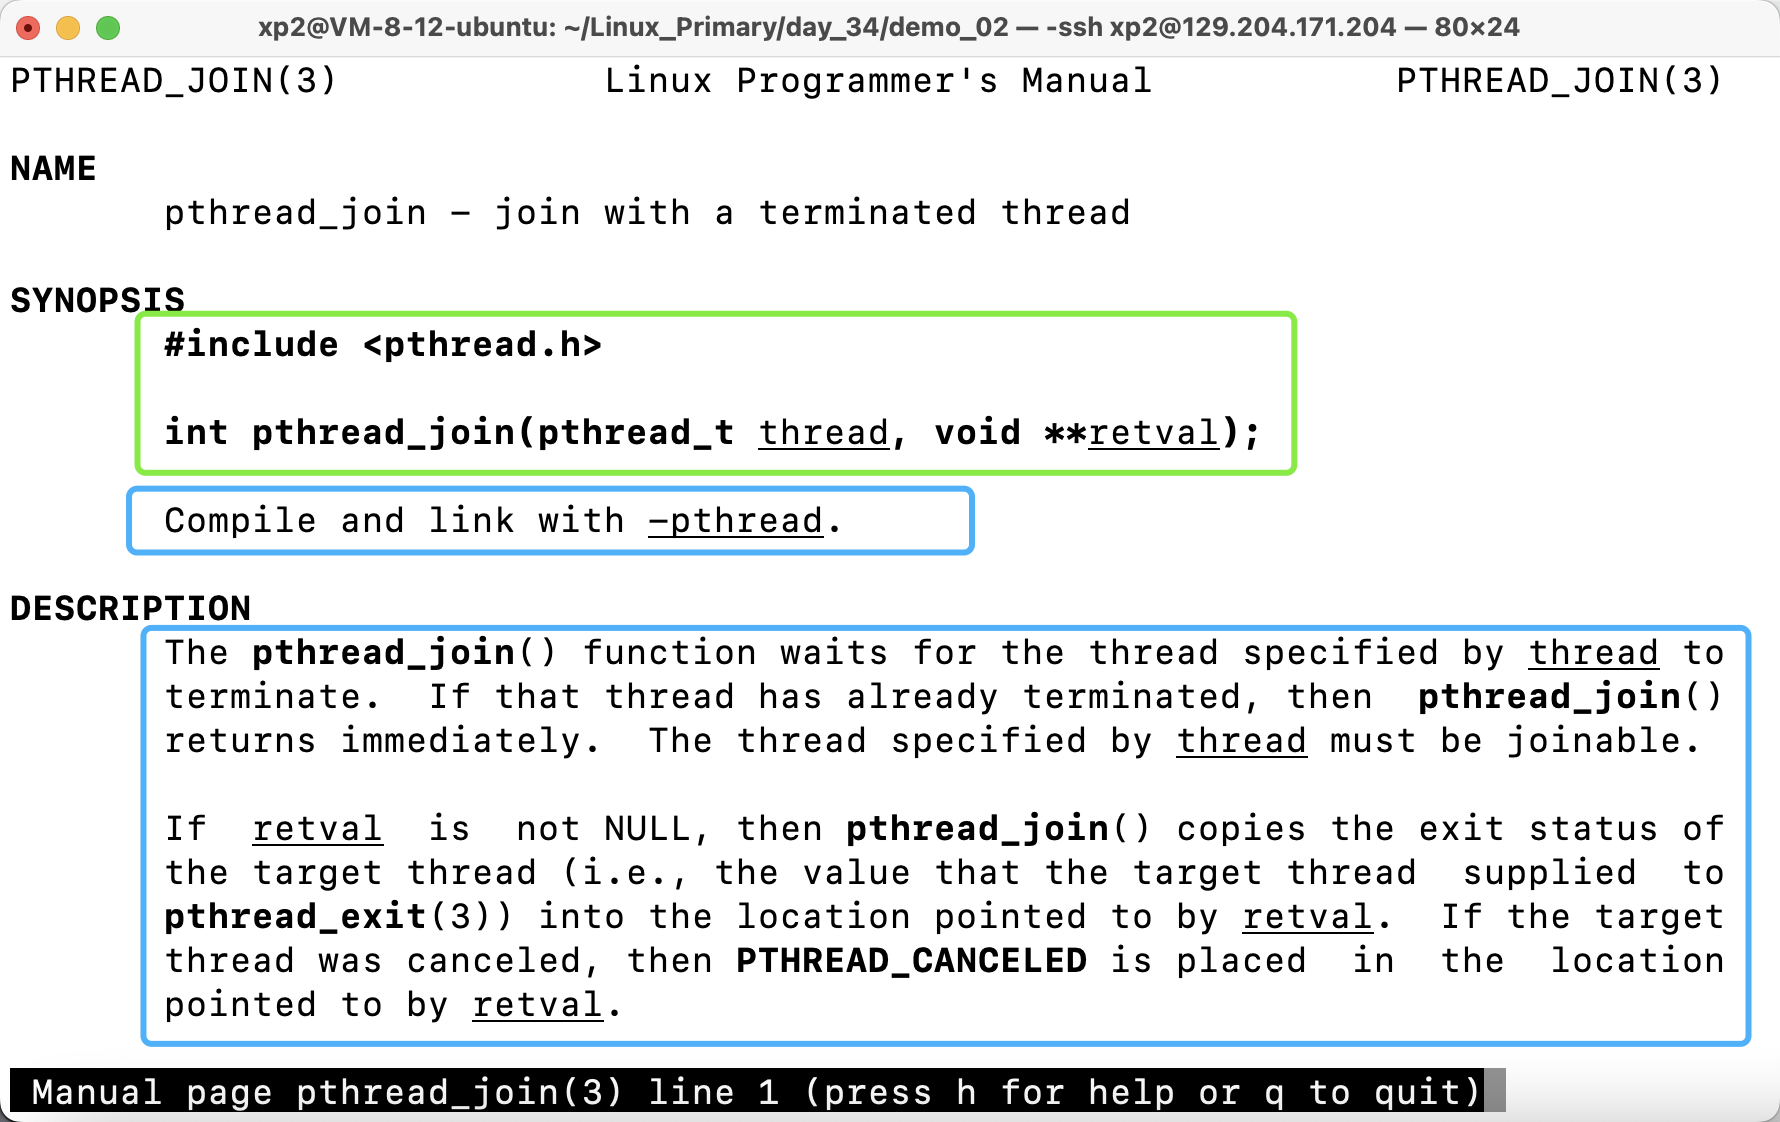 xp2@VM-8-12-ubuntu: ~/Linux_Primary/day_34/demo_02 — -ssh xp2@129.204.171.204 — 80×24
PTHREAD_JOIN(3) Linux Programmer's Manual PTHREAD_JOIN(3)
NAME
pthread_join - join with a terminated thread
SYNOPSIS
#include <pthread.h>
int pthread_join(pthread_t thread, void **retval);
Compile and link with -pthread.
DESCRIPTION
The pthread_join() function waits for the thread specified by thread to
terminate. If that thread has already terminated, then pthread_join()
returns immediately. The thread specified by thread must be joinable.
If retval is not NULL, then pthread_join() copies the exit status of
the target thread (i.e., the value that the target thread supplied to
pthread_exit(3)) into the location pointed to by retval. If the target
thread was canceled, then PTHREAD_CANCELED is placed in the location
pointed to by retval.
Manual page pthread_join(3) line 1 (press h for help or q to quit)